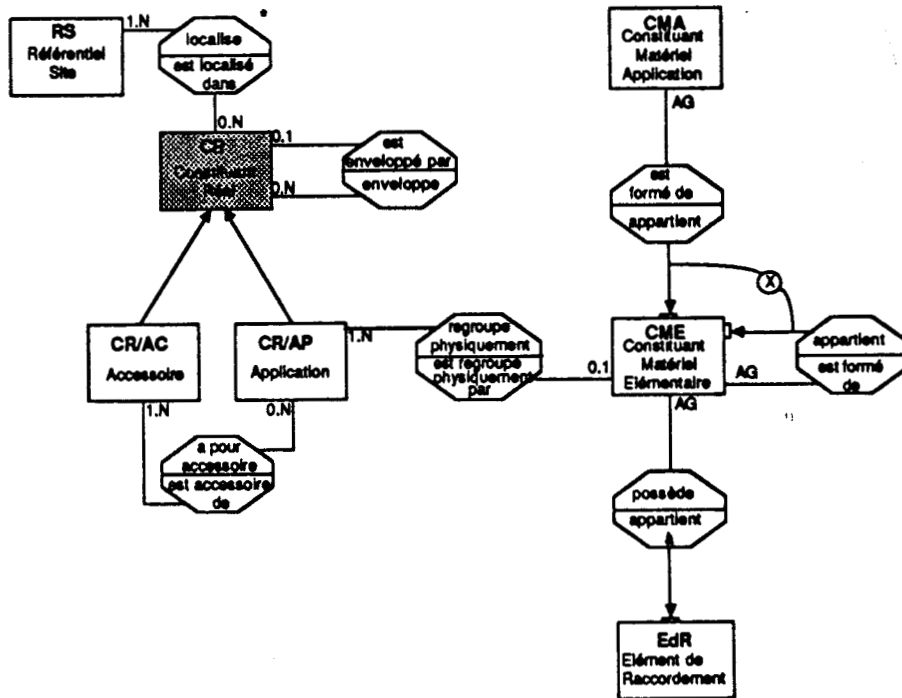 RS
Référentiel
Site
1.N
*
localise
est localisé
dans
0.N
CR
Constituant
Réel
0.1
0.N
est
enveloppé par
enveloppe
CR/AC
Accessoire
1.N
CR/AP
Application
0.N
1.N
a pour
accessoire
est accessoire
de
regroupe
physiquement
est regroupé
physiquement
par
0.1
CMA
Constituant
Matériel
Application
AG
est
formé de
appartient
X
CME
Constituant
Matériel
Elémentaire
AG
AG
appartient
est formé
de
possède
appartient
EdR
Elément de
Raccordement